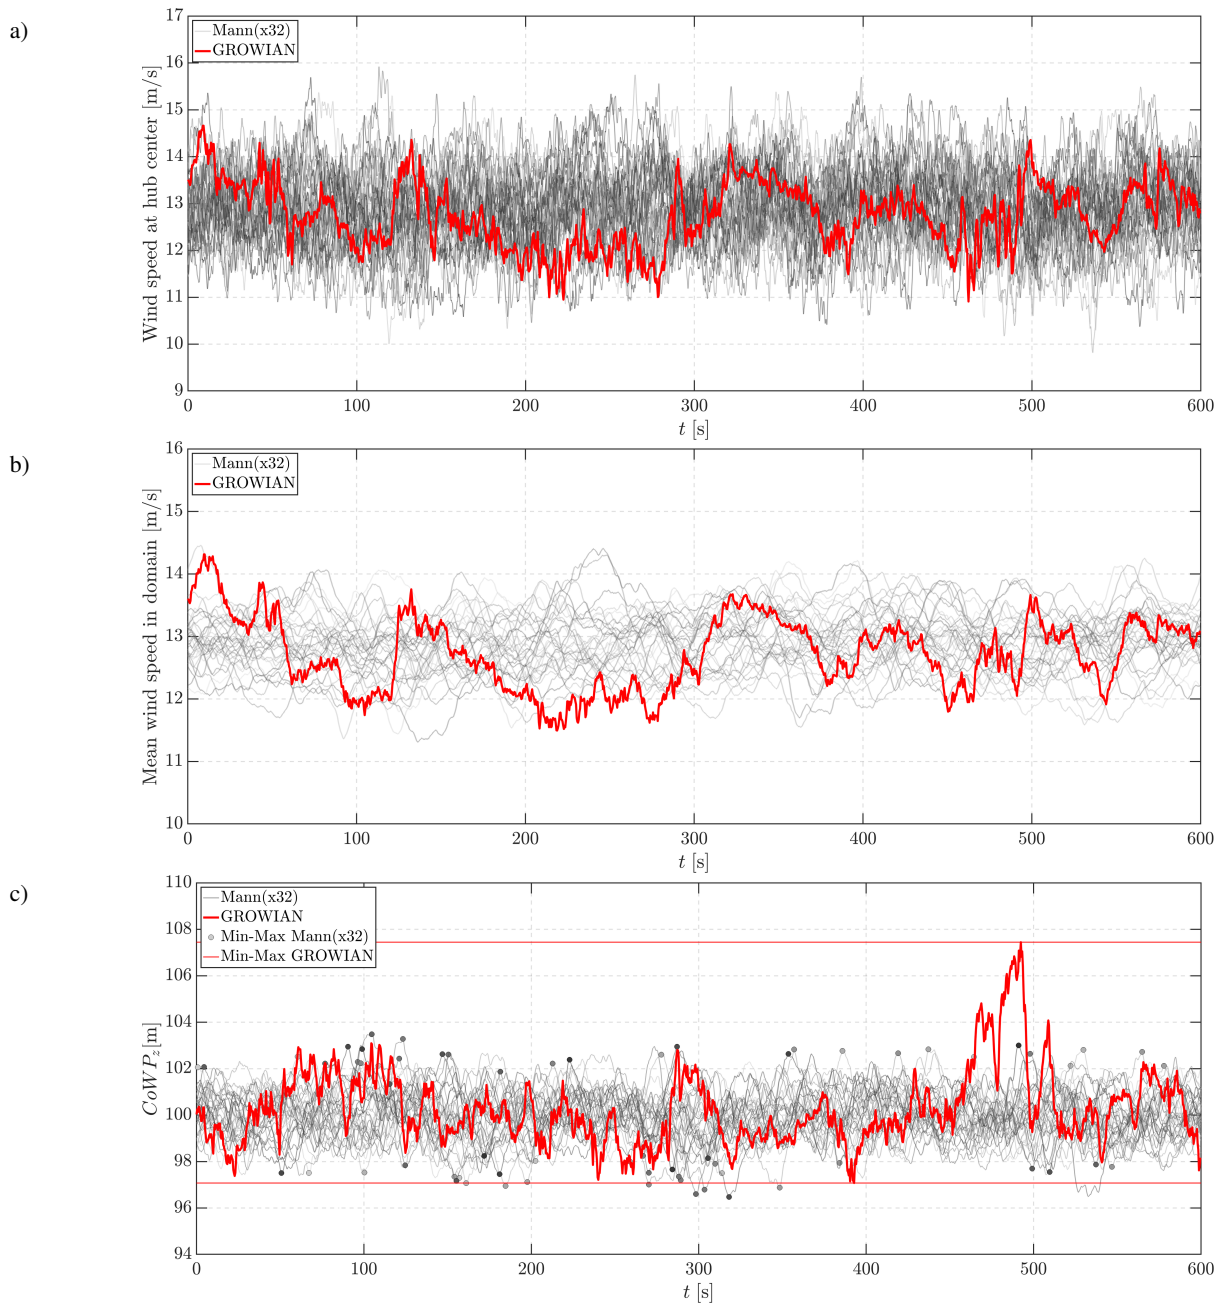 a)
Wind speed at hub center [m/s]
17
16
15
14
13
12
11
10
9
Mann(x32)
GROWIAN
0 100 200 300 400 500 600
t [s]
b)
Mean wind speed in domain [m/s]
16
15
14
13
12
11
10
Mann(x32)
GROWIAN
0 100 200 300 400 500 600
t [s]
c)
CoWP_z[m]
110
108
106
104
102
100
98
96
94
Mann(x32)
GROWIAN
Min-Max Mann(x32)
Min-Max GROWIAN
0 100 200 300 400 500 600
t [s]